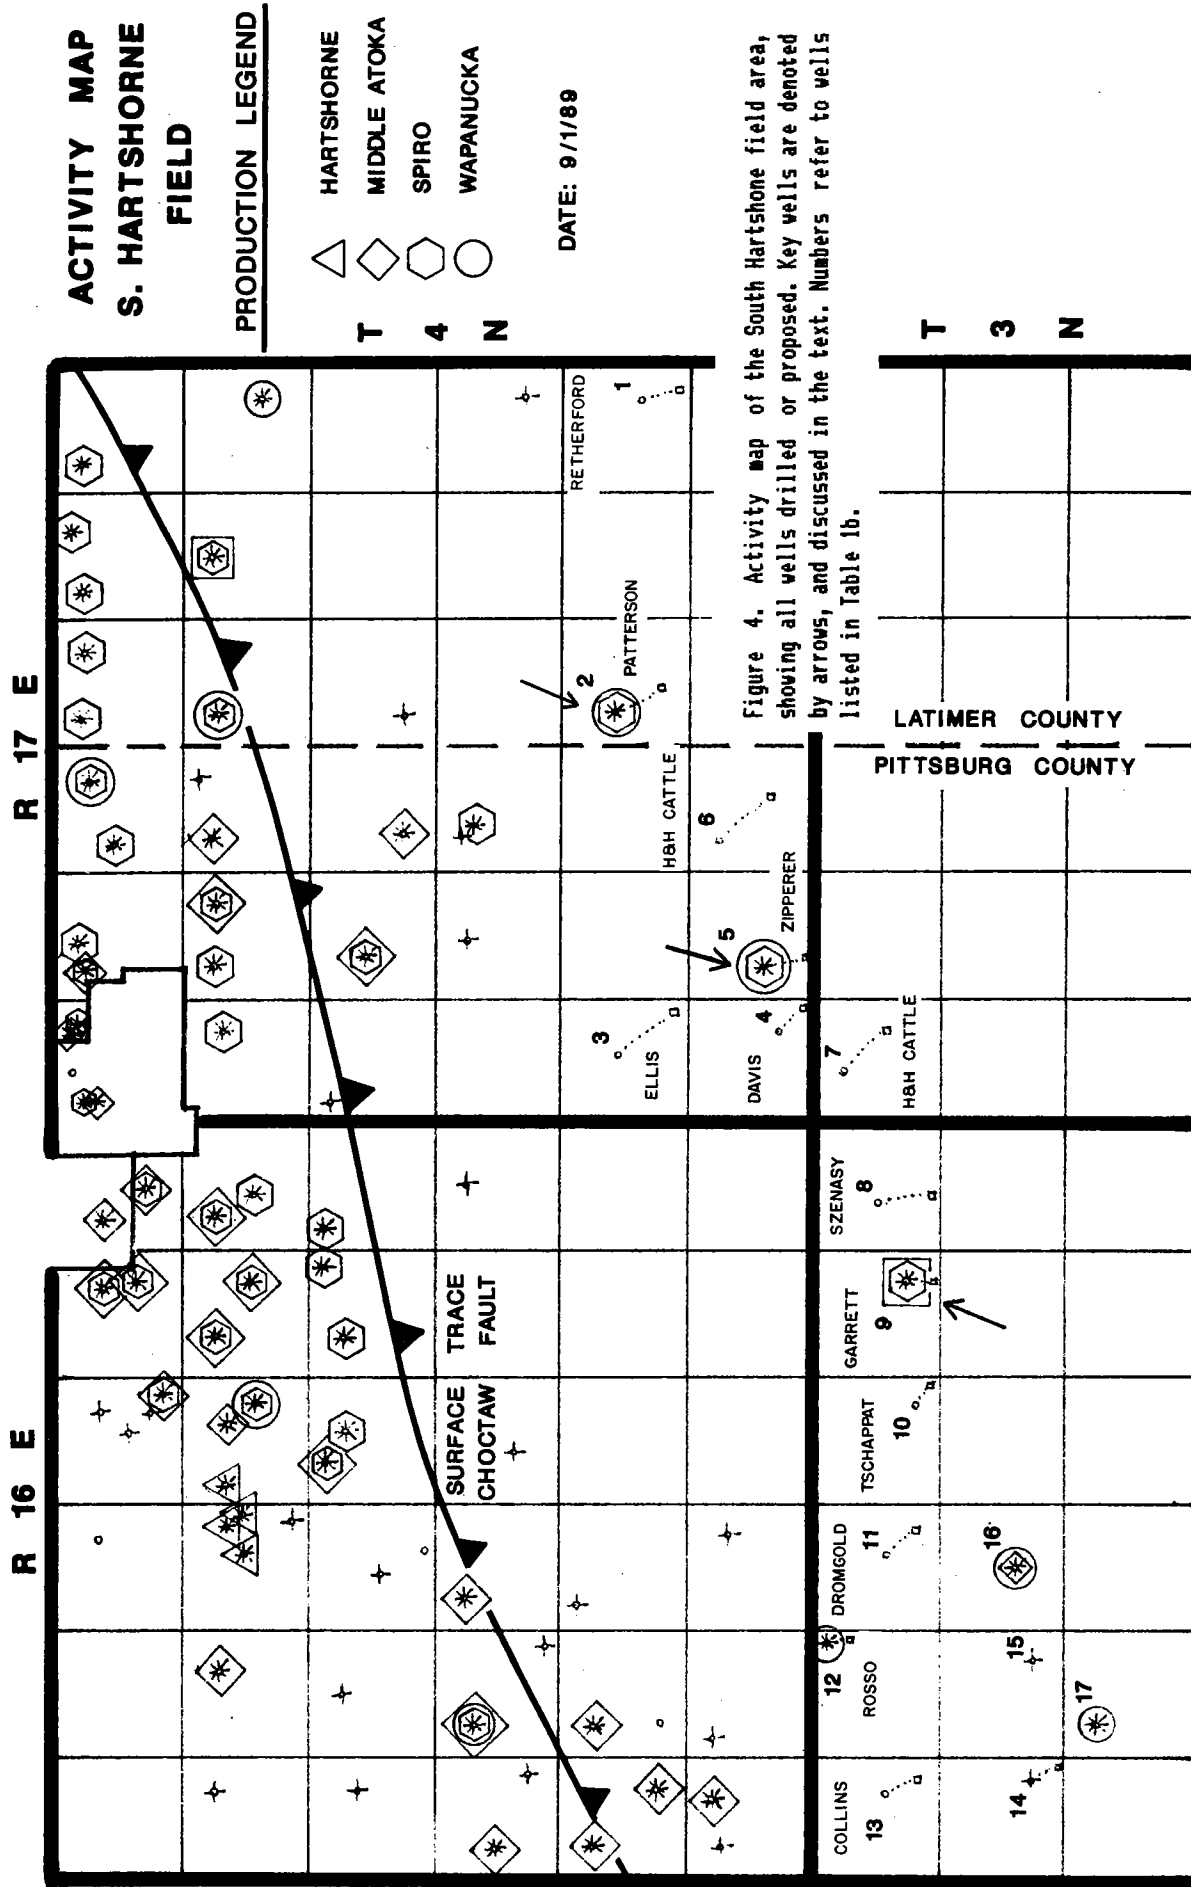 ACTIVITY MAP
S. HARTSHORNE
FIELD
PRODUCTION LEGEND
HARTSHORNE
MIDDLE ATOKA
SPIRO
WAPANUCKA
DATE: 9/1/89
R 16 E
R 17 E
T 4 N
T 3 N
SURFACE TRACE
CHOCTAW FAULT
RETHERFORD
1
2
PATTERSON
H&H CATTLE
6
5
ZIPPERER
3
ELLIS
4
DAVIS
7
H&H CATTLE
LATIMER COUNTY
PITTSBURG COUNTY
SZENASY
8
GARRETT
9
TSCHAPPAT
10
DROMGOLD
11
16
12
ROSSO
15
17
COLLINS
13
14
Figure 4. Activity map of the South Hartshone field area,
showing all wells drilled or proposed. Key wells are denoted
by arrows, and discussed in the text. Numbers refer to wells
listed in Table 1b.